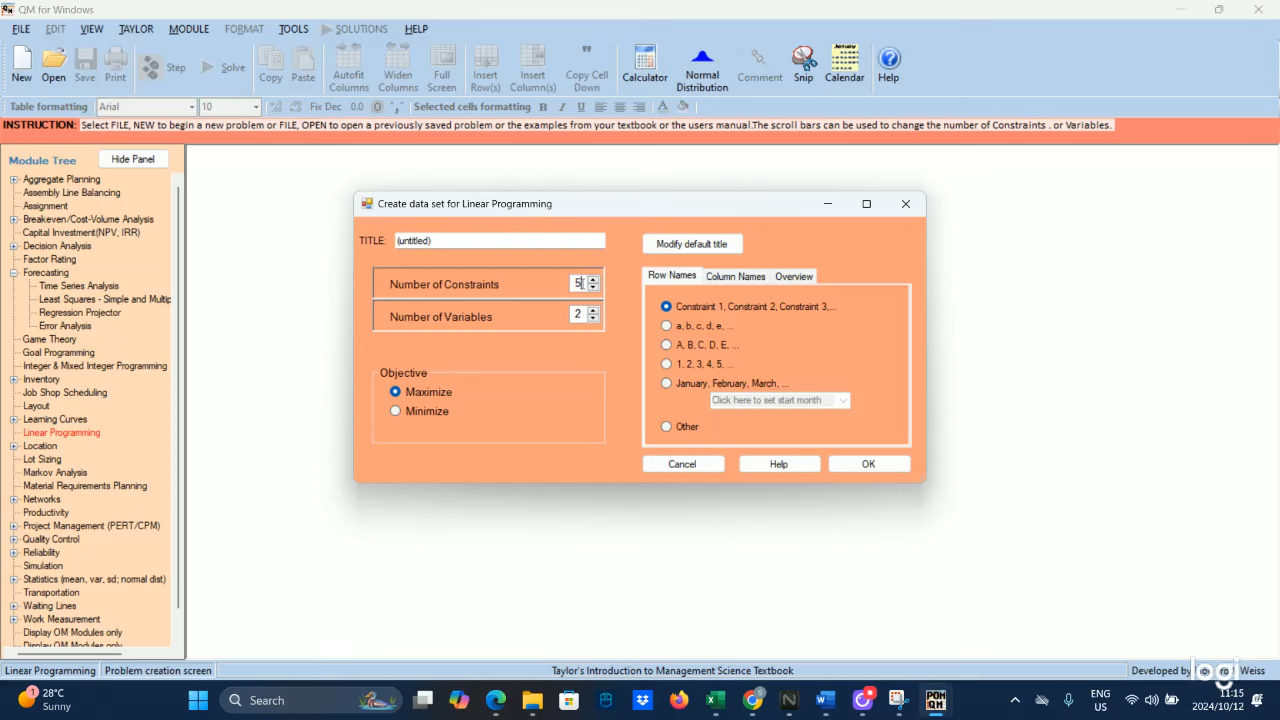 QM for Windows
FILE EDIT VIEW TAYLOR MODULE FORMAT TOOLS SOLUTIONS HELP
New Open Save Print Step Solve Copy Paste Autofit Columns Widen Columns Full Screen Insert Row(s) Insert Column(s) Copy Cell Down Calculator Normal Distribution Comment Snip Calendar Help
Table formatting Arial 10 0.0 Fix Dec 0.0 Selected cells formatting B I U A
INSTRUCTION: Select FILE, NEW to begin a new problem or FILE, OPEN to open a previously saved problem or the examples from your textbook or the users manual.The scroll bars can be used to change the number of Constraints . or Variables.
Module Tree Hide Panel
Aggregate Planning
Assembly Line Balancing
Assignment
Breakeven/Cost-Volume Analysis
Capital Investment(NPV, IRR)
Decision Analysis
Factor Rating
Forecasting
Time Series Analysis
Least Squares - Simple and Multip
Regression Projector
Error Analysis
Game Theory
Goal Programming
Integer & Mixed Integer Programming
Inventory
Job Shop Scheduling
Layout
Learning Curves
Linear Programming
Location
Lot Sizing
Markov Analysis
Material Requirements Planning
Networks
Productivity
Project Management (PERT/CPM)
Quality Control
Reliability
Simulation
Statistics (mean, var, sd; normal dist)
Transportation
Waiting Lines
Work Measurement
Display OM Modules only
Display QM Modules only
Create data set for Linear Programming
TITLE: (untitled)
Modify default title
Number of Constraints 5
Number of Variables 2
Objective
Maximize
Minimize
Row Names Column Names Overview
Constraint 1, Constraint 2, Constraint 3,...
a, b, c, d, e, ...
A, B, C, D, E, ...
1, 2, 3, 4, 5, ...
January, February, March, ...
Click here to set start month
Other
Cancel Help OK
Linear Programming Problem creation screen Taylor's Introduction to Management Science Textbook Developed by Weiss
logi
28°C
Sunny
Search
ENG
US
11:15
2024/10/12